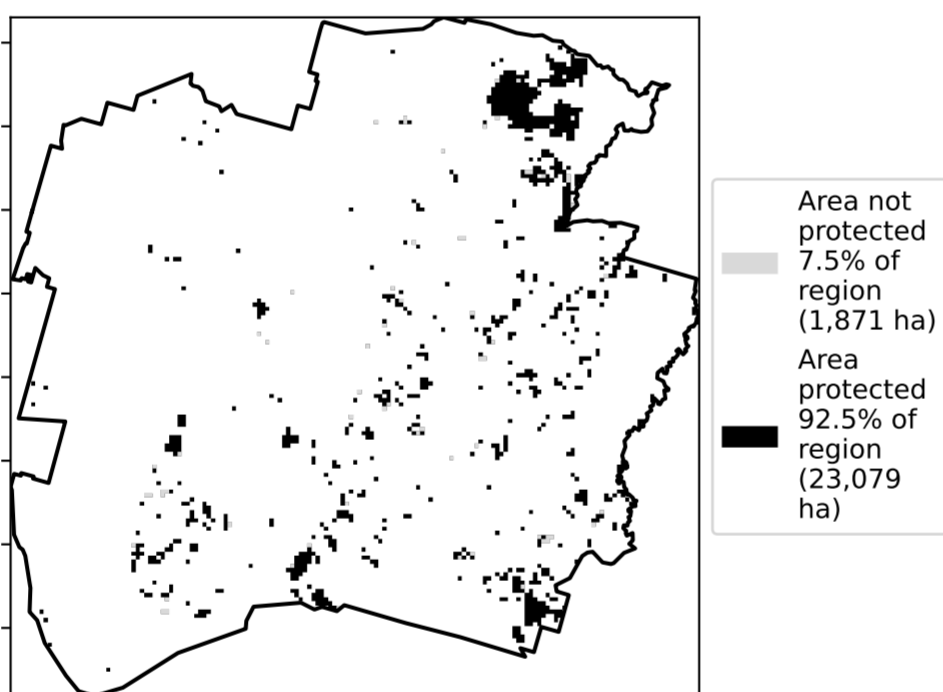 Area not
protected
7.5% of
region
(1,871 ha)
Area
protected
92.5% of
region
(23,079
ha)